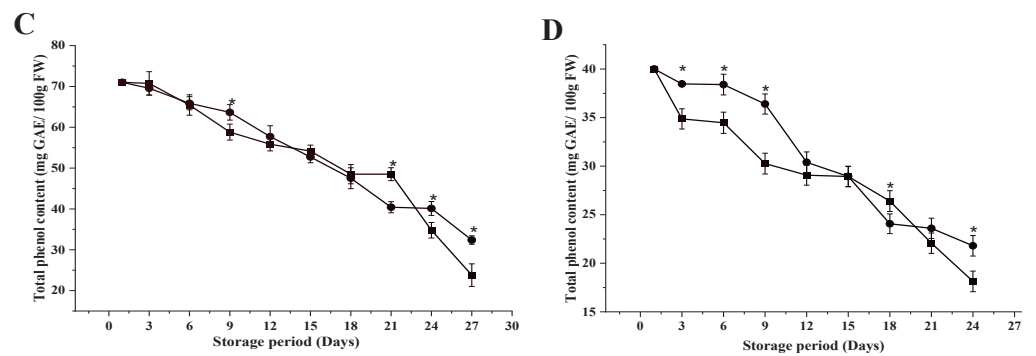 C
Total phenol content (mg GAE/ 100g FW)
80
70
60
50
40
30
20
*
*
*
*
0 3 6 9 12 15 18 21 24 27 30
Storage period (Days)
D
Total phenol content (mg GAE/ 100g FW)
40
35
30
25
20
15
*
*
*
*
*
0 3 6 9 12 15 18 21 24 27
Storage period (Days)